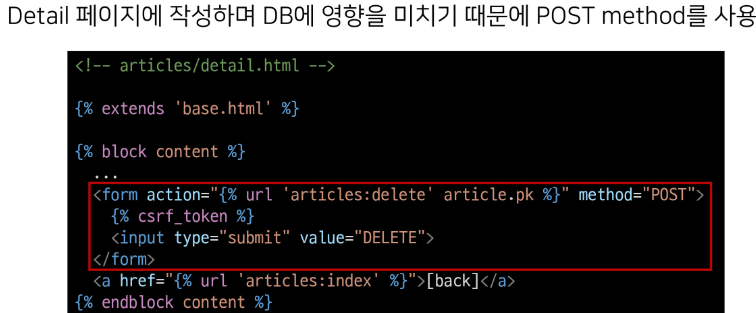 Detail 페이지에 작성하며 DB에 영향을 미치기 때문에 POST method를 사용
<!-- articles/detail.html -->
{% extends 'base.html' %}
{% block content %}
...
<form action="{% url 'articles:delete' article.pk %}" method="POST">
{% csrf_token %}
<input type="submit" value="DELETE">
</form>
<a href="{% url 'articles:index' %}">[back]</a>
{% endblock content %}